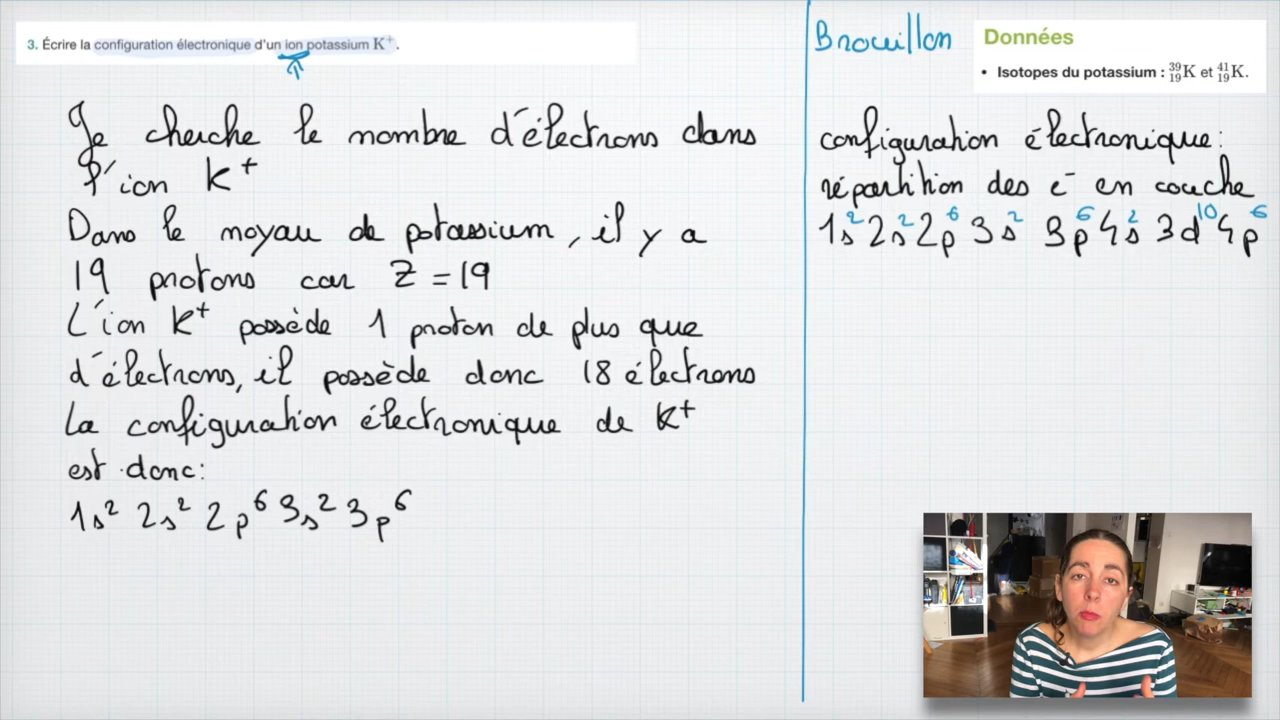 3. Écrire la configuration électronique d'un ion potassium K⁺.
Je cherche le nombre d'électrons dans
l'ion K⁺
Dans le noyau de potassium, il y a
19 protons car Z = 19
L'ion K⁺ possède 1 proton de plus que
d'électrons, il possède donc 18 électrons
La configuration électronique de K⁺
est donc:
1s² 2s² 2p⁶ 3s² 3p⁶
Brouillon
Données
• Isotopes du potassium : ³⁹₁₉K et ⁴¹₁₉K.
configuration électronique:
répartition des e⁻ en couche
1s² 2s² 2p⁶ 3s² 3p⁶ 4s² 3d¹⁰ 4p⁶